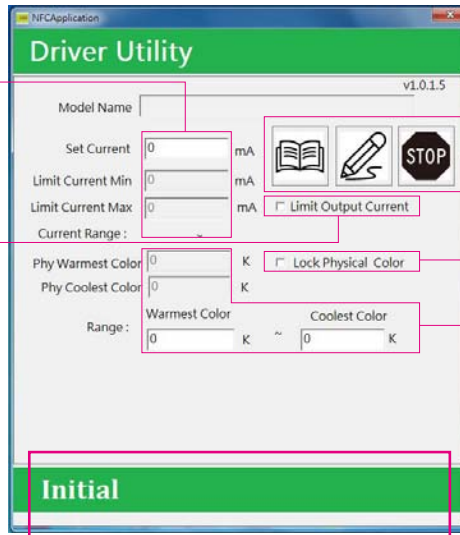 NFCApplication
Driver Utility
v1.0.1.5
Model Name
Set Current 0 mA
STOP
Limit Current Min 0 mA
Limit Current Max 0 mA Limit Output Current
Current Range : ~
Phy Warmest Color 0 K Lock Physical Color
Phy Coolest Color 0 K
Warmest Color Coolest Color
Range : 0 K ~ 0 K
Initial